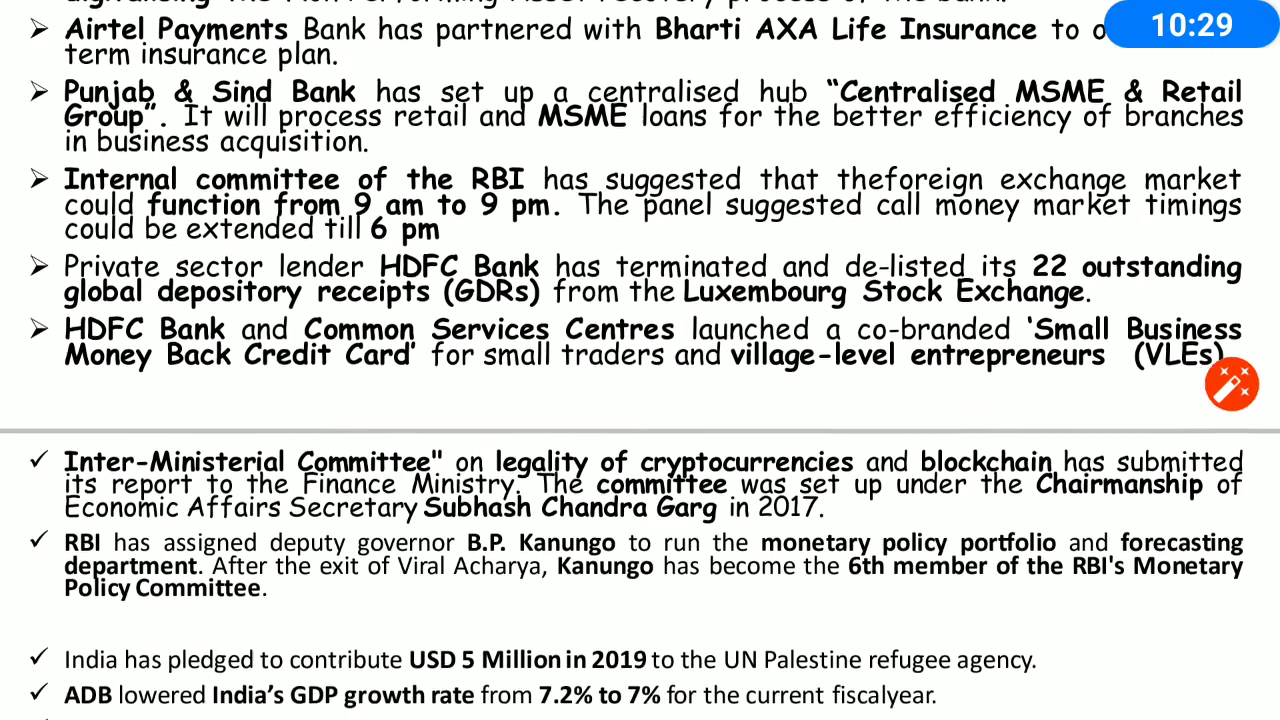 digitalising The Non Performing Asset recovery process of the bank.
10:29
➢ Airtel Payments Bank has partnered with Bharti AXA Life Insurance to o
term insurance plan.
➢ Punjab & Sind Bank has set up a centralised hub “Centralised MSME & Retail
Group”. It will process retail and MSME loans for the better efficiency of branches
in business acquisition.
➢ Internal committee of the RBI has suggested that theforeign exchange market
could function from 9 am to 9 pm. The panel suggested call money market timings
could be extended till 6 pm
➢ Private sector lender HDFC Bank has terminated and de-listed its 22 outstanding
global depository receipts (GDRs) from the Luxembourg Stock Exchange.
➢ HDFC Bank and Common Services Centres launched a co-branded ‘Small Business
Money Back Credit Card’ for small traders and village-level entrepreneurs (VLEs)
✓ Inter-Ministerial Committee" on legality of cryptocurrencies and blockchain has submitted
its report to the Finance Ministry. The committee was set up under the Chairmanship of
Economic Affairs Secretary Subhash Chandra Garg in 2017.
✓ RBI has assigned deputy governor B.P. Kanungo to run the monetary policy portfolio and forecasting
department. After the exit of Viral Acharya, Kanungo has become the 6th member of the RBI's Monetary
Policy Committee.
✓ India has pledged to contribute USD 5 Million in 2019 to the UN Palestine refugee agency.
✓ ADB lowered India’s GDP growth rate from 7.2% to 7% for the current fiscalyear.